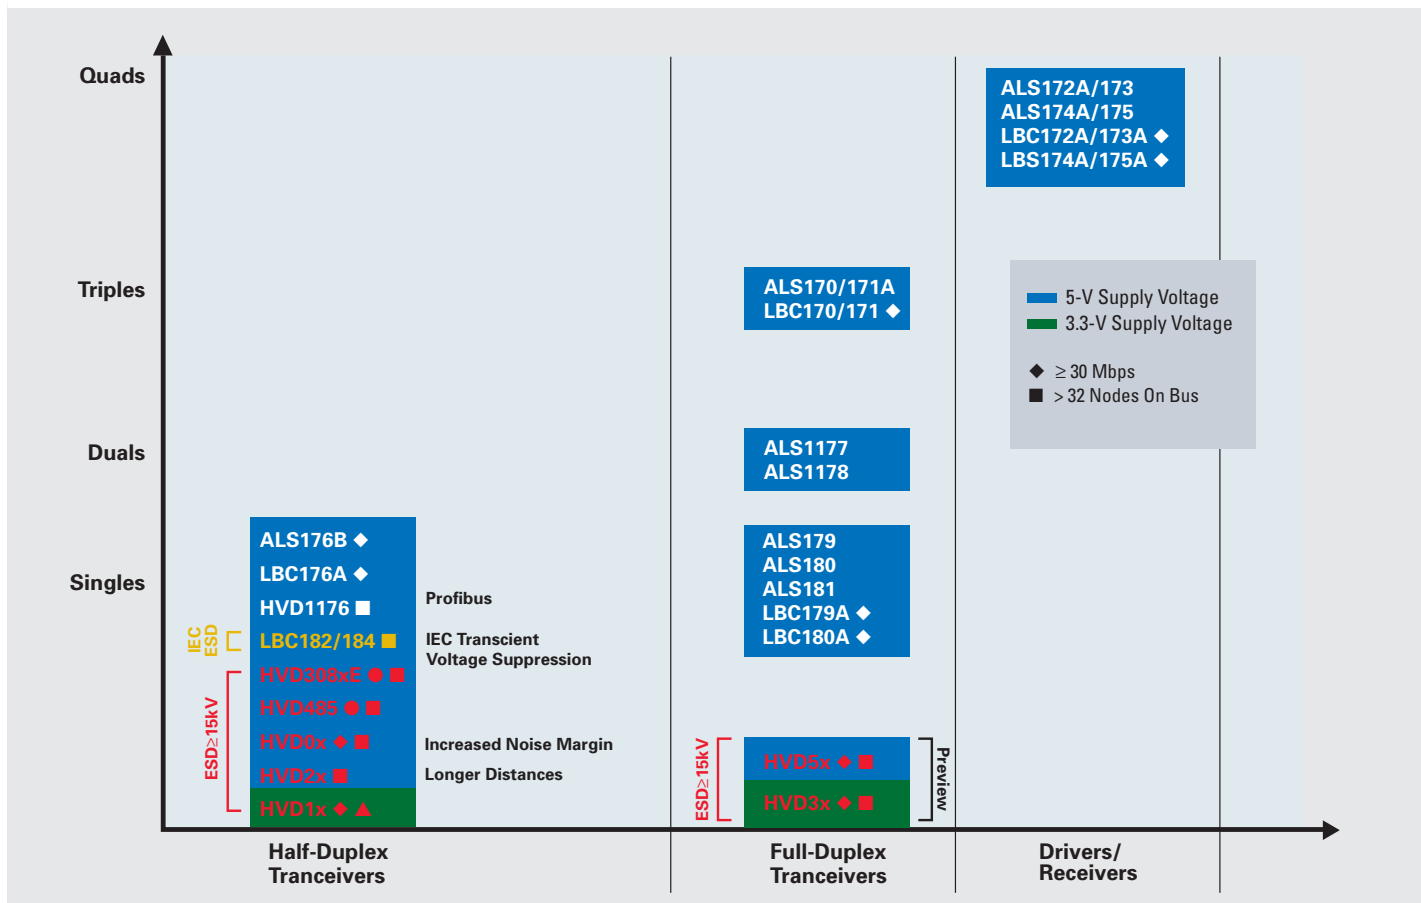 Quads
ALS172A/173
ALS174A/175
LBC172A/173A ◆
LBS174A/175A ◆
Triples
ALS170/171A
LBC170/171 ◆
5-V Supply Voltage
3.3-V Supply Voltage
◆ ≥ 30 Mbps
■ > 32 Nodes On Bus
Duals
ALS1177
ALS1178
Singles
ALS176B ◆
LBC176A ◆
HVD1176 ■
Profibus
IEC
ESD
LBC182/184 ■
IEC Transcient
Voltage Suppression
ESD≥15kV
HVD308xE ● ■
HVD485 ● ■
HVD0x ◆ ■
Increased Noise Margin
HVD2x ■
Longer Distances
HVD1x ◆ ▲
ALS179
ALS180
ALS181
LBC179A ◆
LBC180A ◆
ESD≥15kV
HVD5x ◆ ■
HVD3x ◆ ■
Preview
Half-Duplex
Tranceivers
Full-Duplex
Tranceivers
Drivers/
Receivers